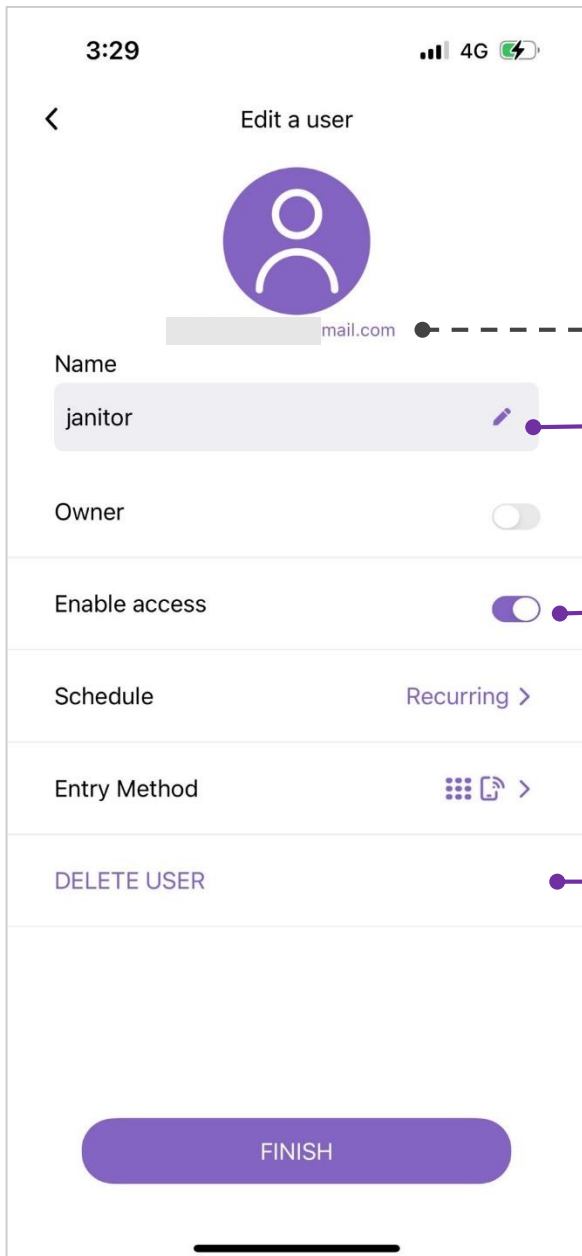 3:29 4G
Edit a user
mail.com
Name
janitor
Owner
Enable access
Schedule Recurring
Entry Method
DELETE USER
FINISH